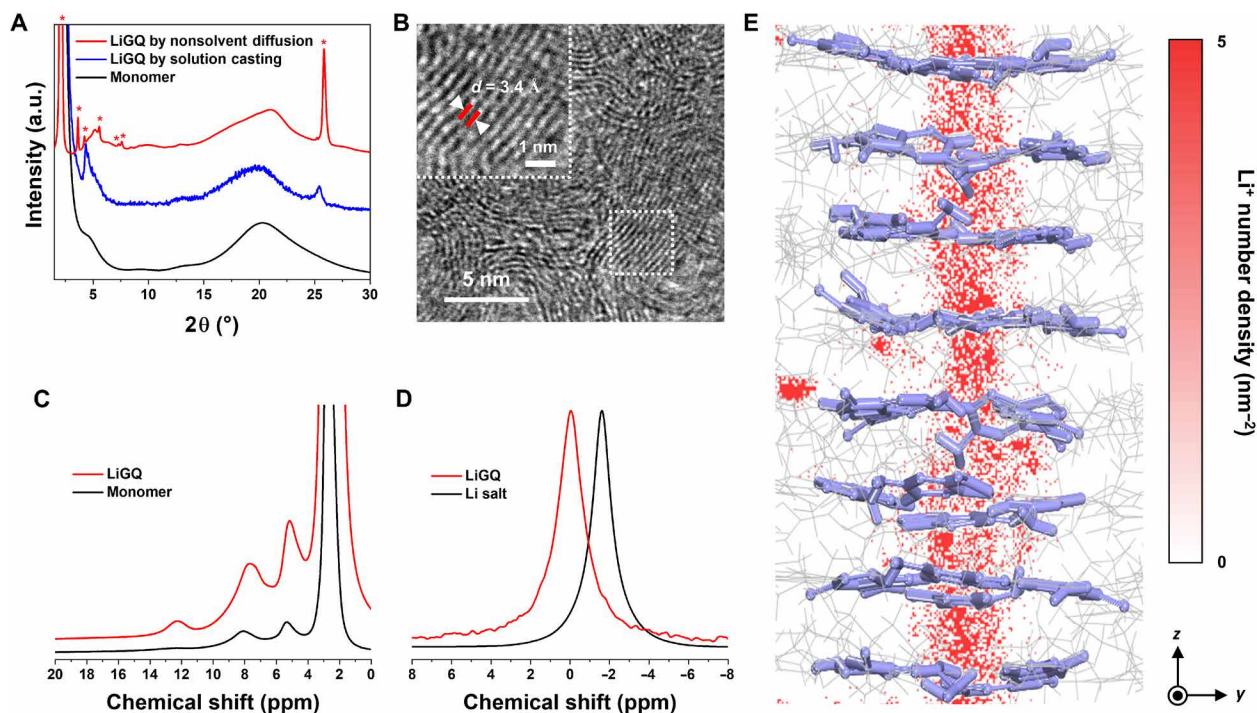 A
LiGQ by nonsolvent diffusion
LiGQ by solution casting
Monomer
* * * * * * *
Intensity (a.u.)
5 10 15 20 25 30
2θ (°)
B
d = 3.4 Å
1 nm
5 nm
C
LiGQ
Monomer
20 18 16 14 12 10 8 6 4 2 0
Chemical shift (ppm)
D
LiGQ
Li salt
8 6 4 2 0 -2 -4 -6 -8
Chemical shift (ppm)
E
5
Li⁺ number density (nm⁻²)
0
z
y